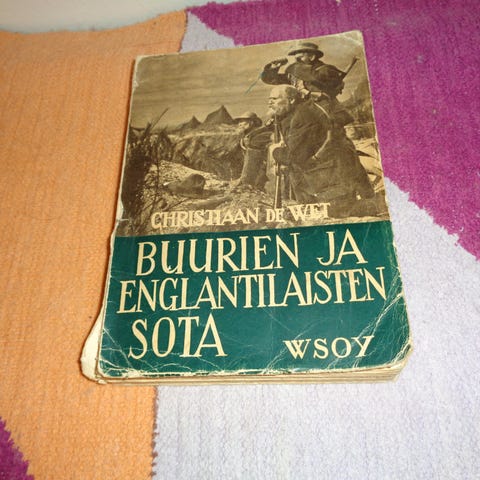 CHRISTIAAN DE WET
BUURIEN JA
ENGLANTILAISTEN
SOTA WSOY